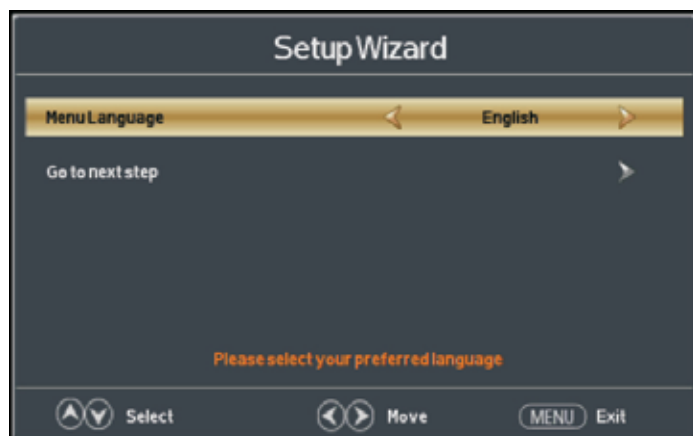 Setup Wizard
Menu Language English
Go to next step
Please select your preferred language
Select Move MENU Exit